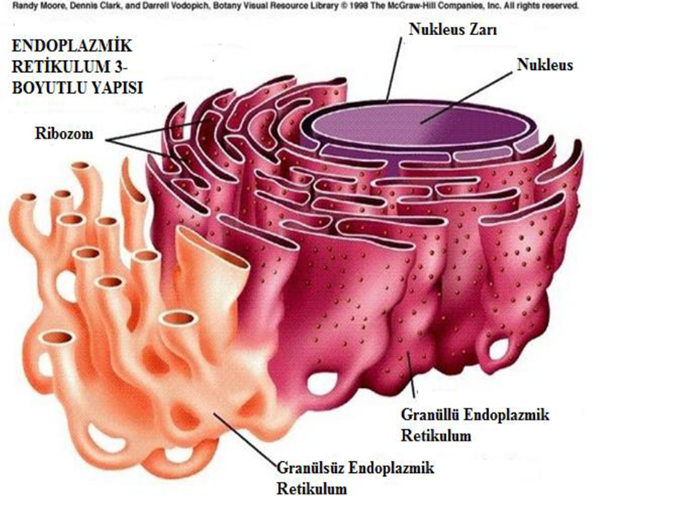 Randy Moore, Dennis Clark, and Darrell Vodopich, Botany Visual Resource Library © 1998 The McGraw-Hill Companies, Inc. All rights reserved.
ENDOPLAZMİK
RETİKULUM 3-
BOYUTLU YAPISI
Nukleus Zarı
Nukleus
Ribozom
Granüllü Endoplazmik
Retikulum
Granülsüz Endoplazmik
Retikulum